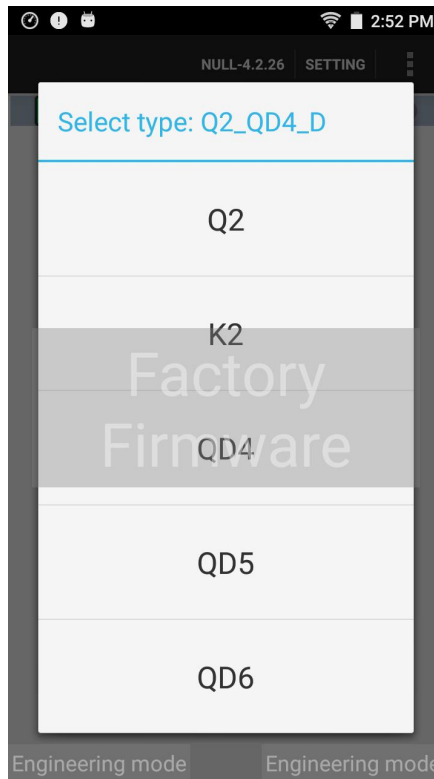 2:52 PM
NULL-4.2.26 SETTING
Select type: Q2_QD4_D
Q2
K2
Factory
Firmware
QD4
QD5
QD6
Engineering mode Engineering mode